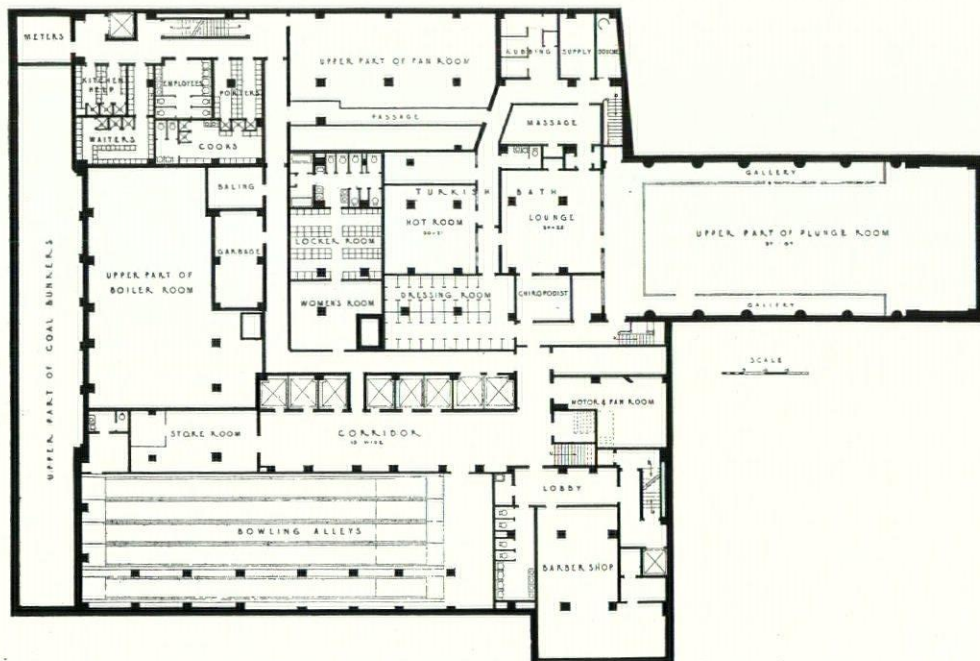 METERS
RUBBING
SUPPLY
UPPER PART OF FAN ROOM
KITCHEN
HELP
EMPLOYEES
PORTERS
PASSAGE
MASSAGE
WAITERS
COOKS
GALLERY
BALING
TURKISH BATH
HOT ROOM
LOUNGE
UPPER PART OF PLUNGE ROOM
LOCKER ROOM
GARBAGE
UPPER PART OF
BOILER ROOM
UPPER PART OF COAL BUNKERS
WOMEN'S ROOM
DRESSING ROOM
CHIROPODIST
GALLERY
SCALE
MOTOR & FAN ROOM
STORE ROOM
CORRIDOR
LOBBY
BOWLING ALLEYS
BARBER SHOP